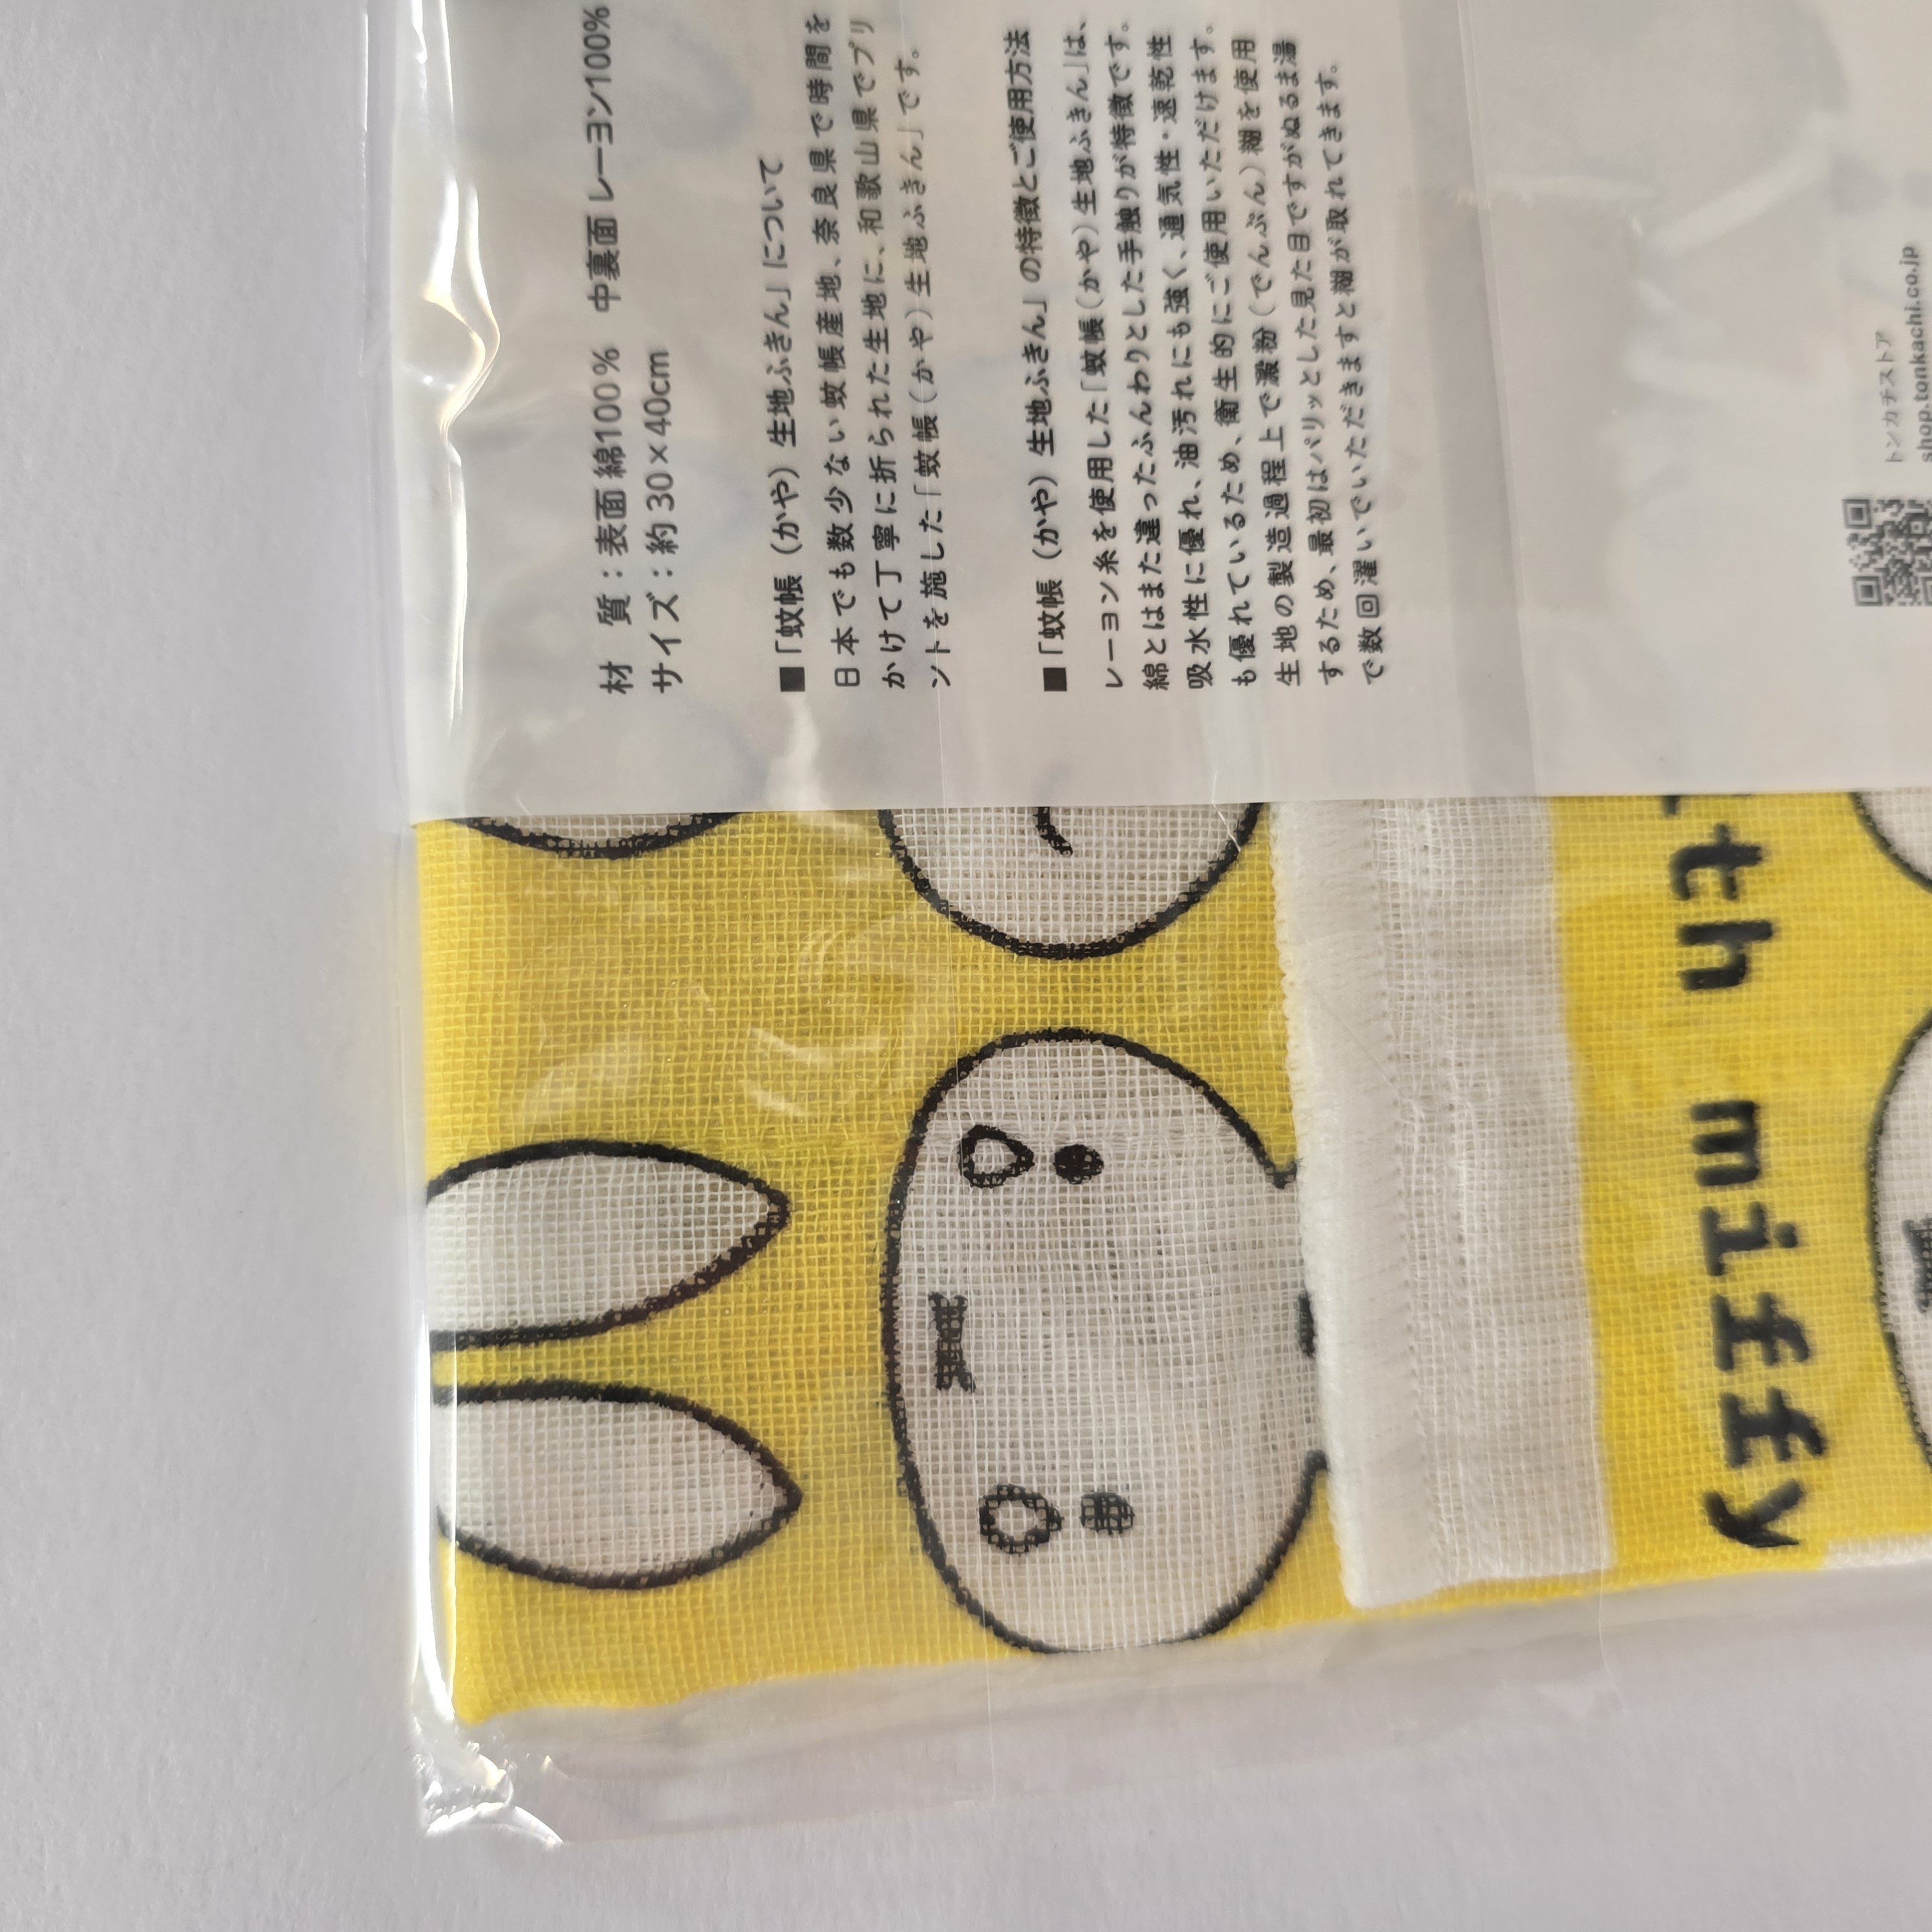 材　質：表面 綿100％　中裏面 レーヨン100%
サイズ：約 30×40cm
■「蚊帳（かや）生地ふきん」について
日本でも数少ない蚊帳産地、奈良県で時間を
かけて丁寧に折られた生地に、和歌山県でプリ
ントを施した「蚊帳（かや）生地ふきん」です。
■「蚊帳（かや）生地ふきん」の特徴とご使用方法
レーヨン糸を使用した「蚊帳（かや）生地ふきん」は、
綿とはまた違ったふんわりとした手触りが特徴です。
吸水性に優れ、油汚れにも強く、通気性・速乾性
も優れているため、衛生的にご使用いただけます。
生地の製造過程上で澱粉（でんぷん）糊を使用
するため、最初はパリッとした見た目ですがぬるま湯
で数回濯いでいただきますと糊が取れてきます。
トンカチストア
shop.tonkachi.co.jp
th miffy